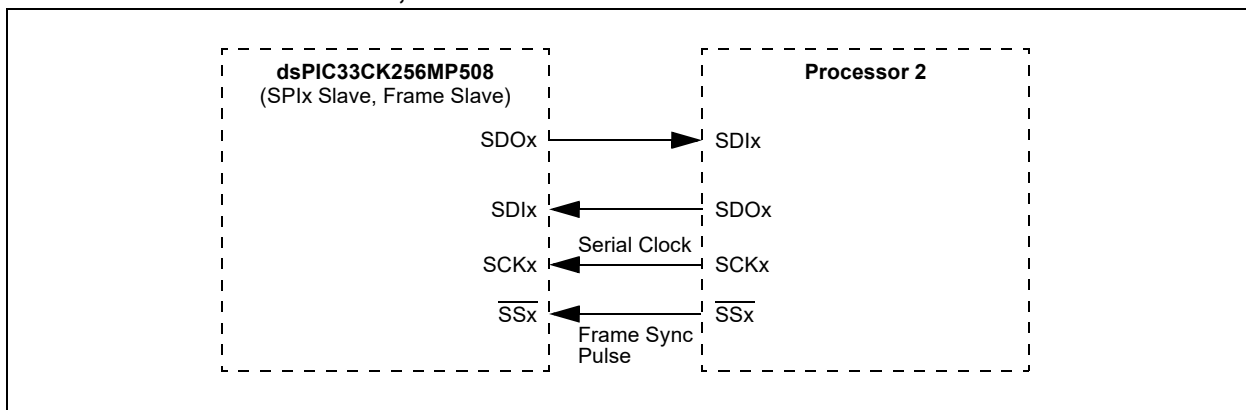 dsPIC33CK256MP508
(SPIx Slave, Frame Slave)
Processor 2
SDOx
SDIx
SDIx
SDOx
Serial Clock
SCKx
SCKx
SSx
SSx
Frame Sync
Pulse